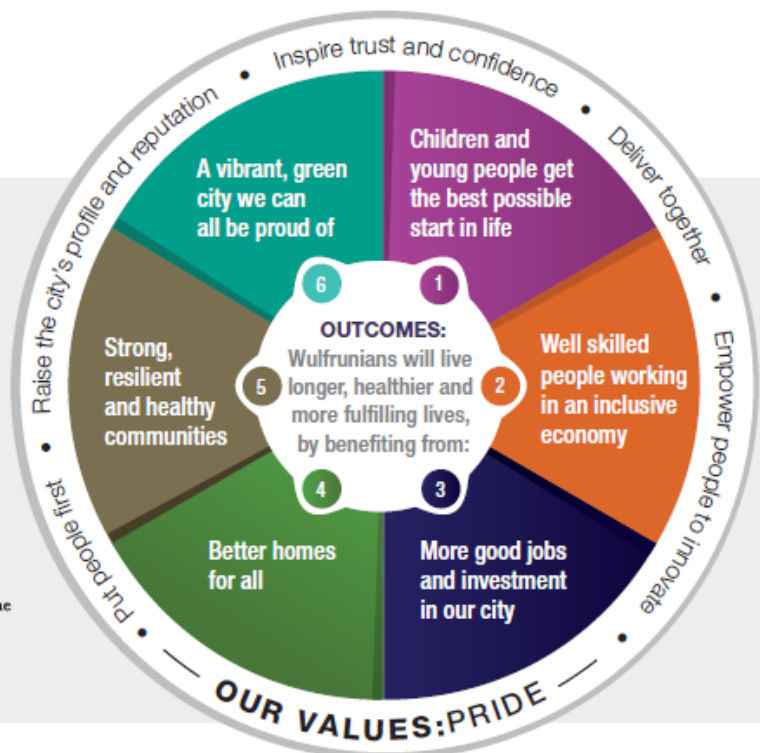 Put people first • Raise the city's profile and reputation • Inspire trust and confidence • Deliver together • Empower people to innovate •
OUTCOMES:
Wulfrunians will live
longer, healthier and
more fulfilling lives,
by benefiting from:
1
Children and
young people get
the best possible
start in life
2
Well skilled
people working
in an inclusive
economy
3
More good jobs
and investment
in our city
4
Better homes
for all
5
Strong,
resilient
and healthy
communities
6
A vibrant, green
city we can
all be proud of
— OUR VALUES:PRIDE —